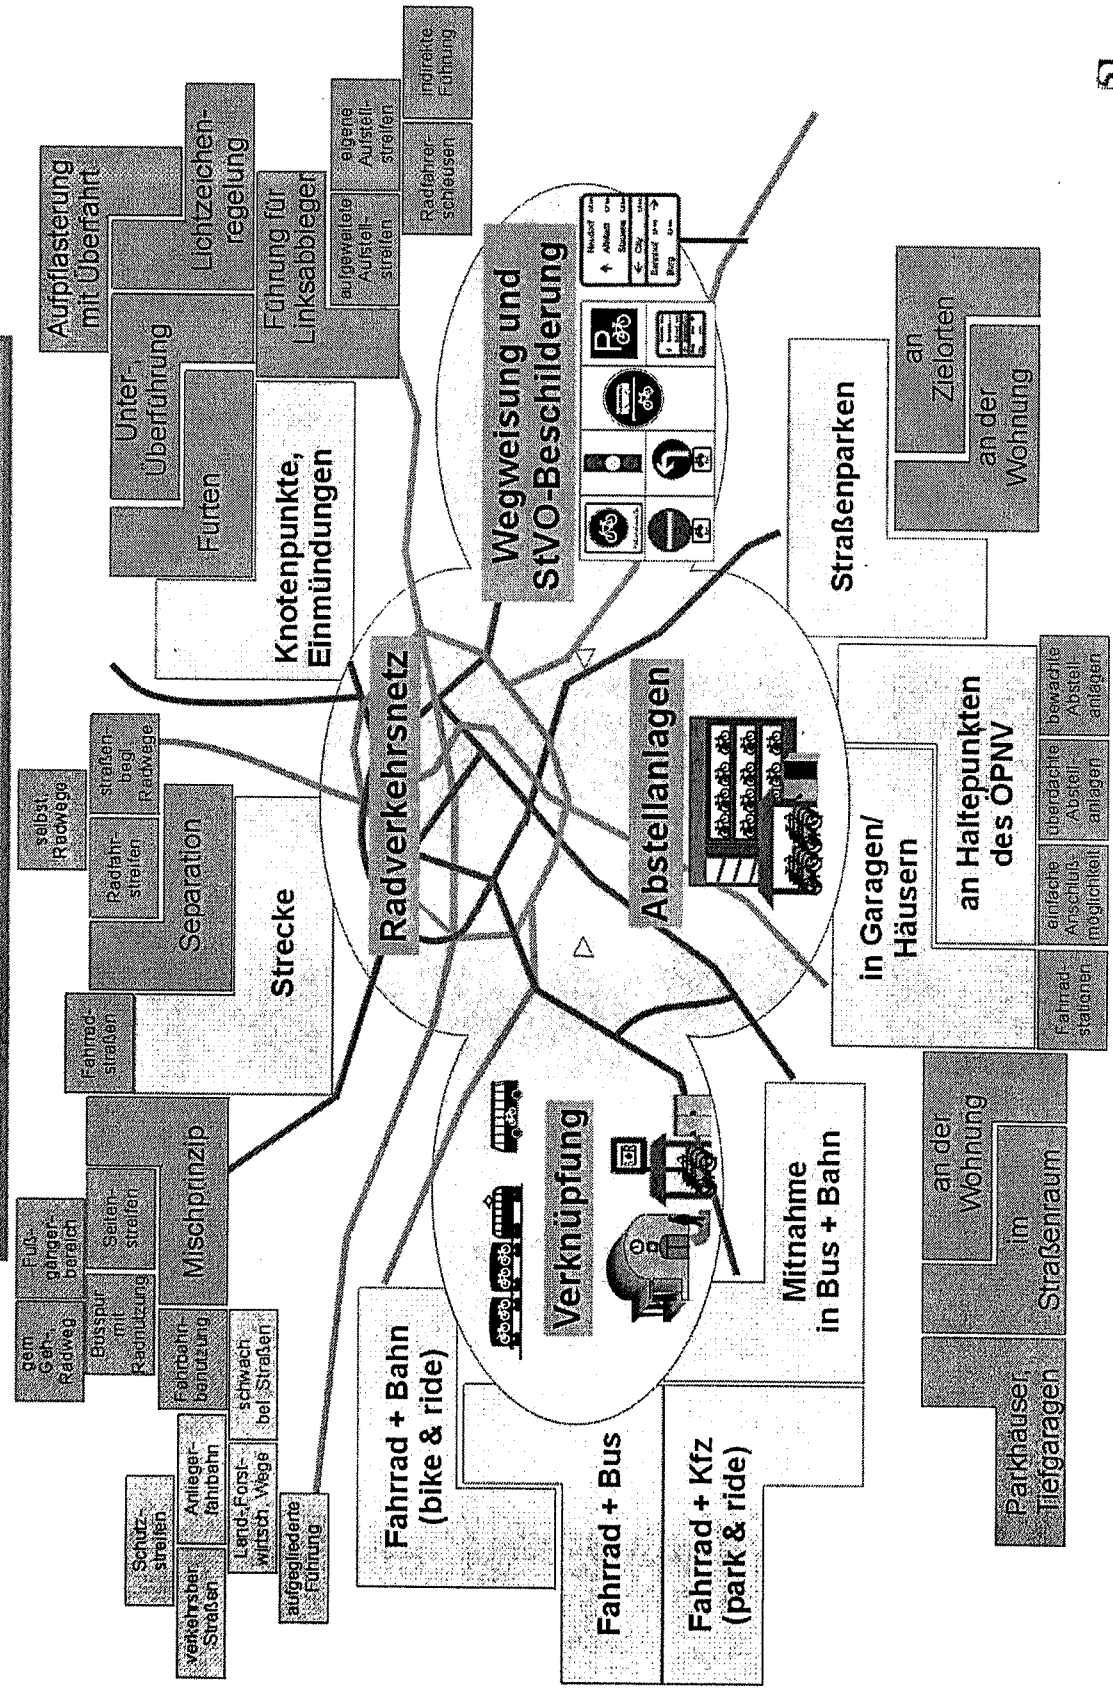 gem
Geh-
Radweg
Fuß-
gänger-
bereich
Busspur
mit
Radnutzung
Seiten-
streifen
Mischprinzip
Fahrbahn-
benutzung
Schutz-
streifen
Anlieger-
fahrbahn
verkehrsber
Straßen
schwach
bel Straßen
Land-,Forst-
wirtsch Wege
aufgegliederte
Führung
Fahrrad-
straßen
selbst
Radwege
straßen-
begl
Radwege
Radfahr-
streifen
Separation
Strecke
Aufpflasterung
mit Überfahrt
Unter-
Überführung
Lichtzeichen-
regelung
Furten
Führung für
Linksabbieger
aufgeweitete
Aufstell-
streifen
eigene
Aufstell-
streifen
Radfahrer-
schleusen
indirekte
Führung
Knotenpunkte,
Einmündungen
Radverkehrsnetz
Wegweisung und
StVO-Beschilderung
P
Neudorf
Altstadt
City
Bahnhof
Burg
Verknüpfung
Fahrrad + Bahn
(bike & ride)
Fahrrad + Bus
Fahrrad + Kfz
(park & ride)
Mitnahme
in Bus + Bahn
Abstellanlagen
Straßenparken
an
Zielorten
an der
Wohnung
in Garagen/
Häusern
an Haltepunkten
des ÖPNV
Fahrrad-
stationen
einfache
Anschluß
möglichkeit
überdachte
Abstell-
anlagen
bewachte
Abstell
anlagen
an der
Wohnung
im
Straßenraum
Parkhäuser,
Tiefgaragen